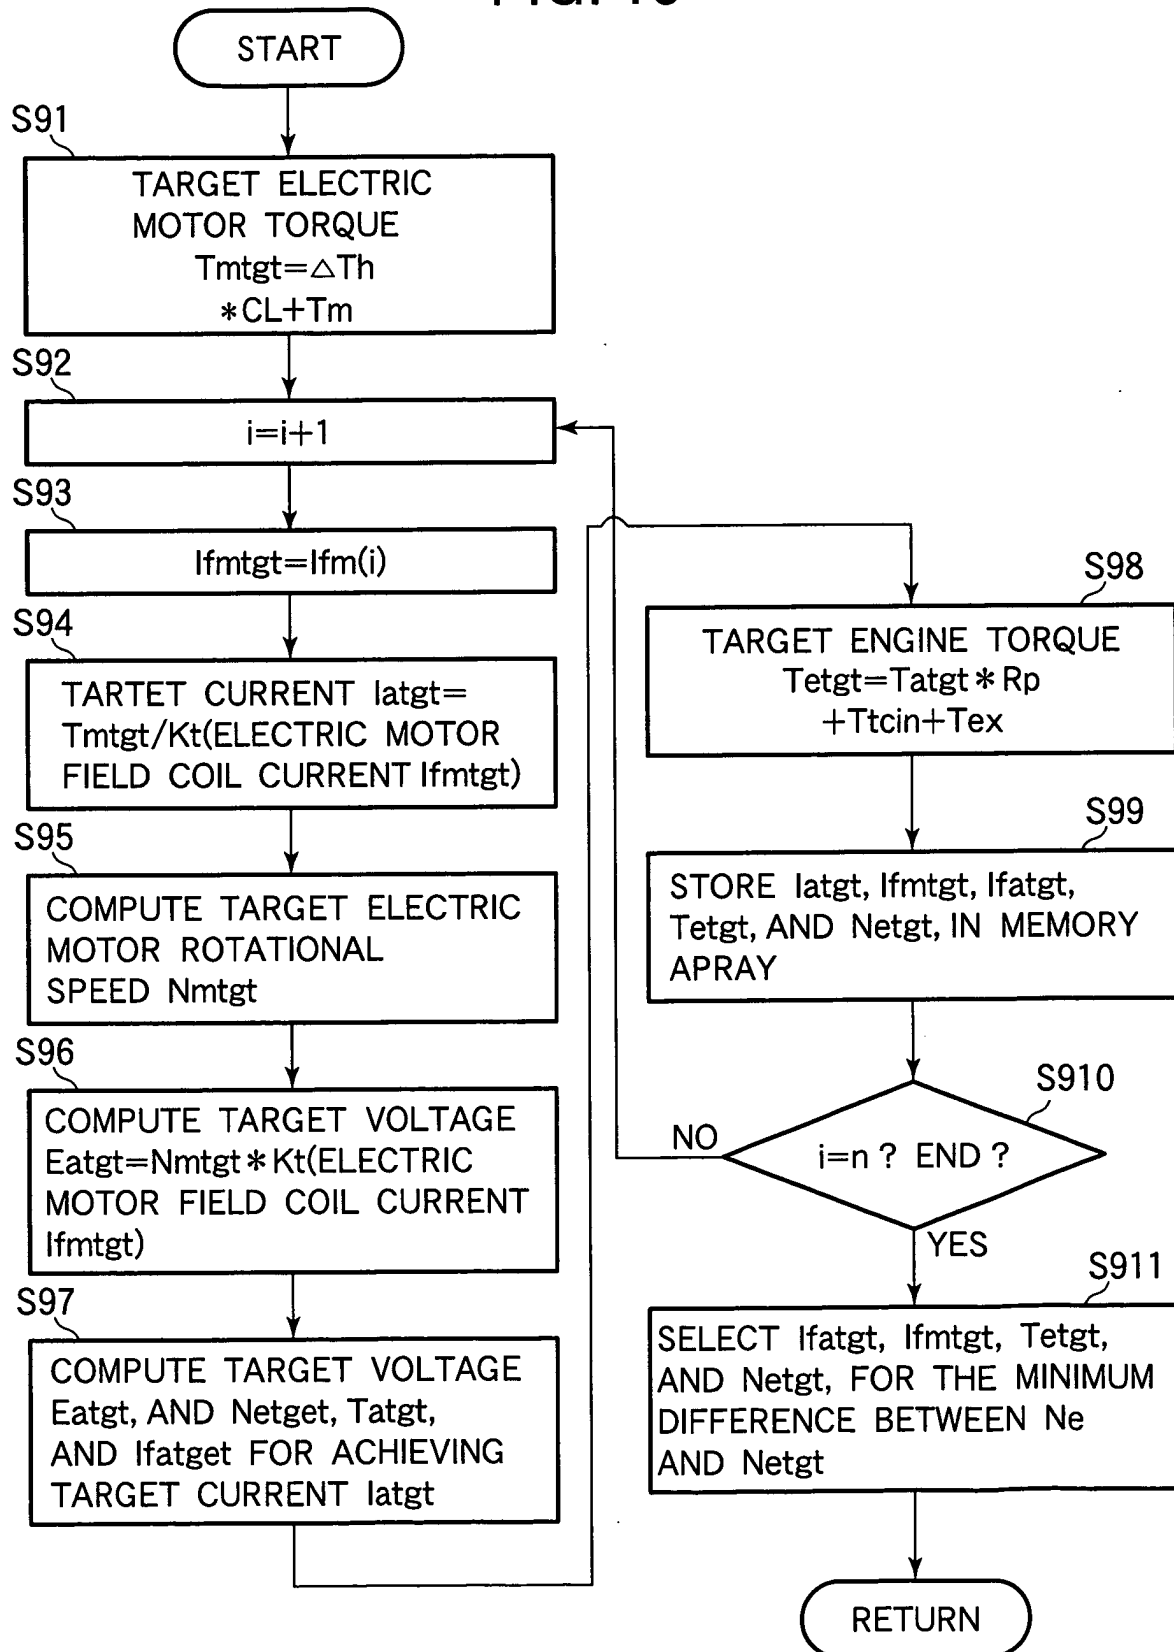 START
S91
TARGET ELECTRIC
MOTOR TORQUE
Tmtgt=△Th
*CL+Tm
S92
i=i+1
S93
Ifmtgt=Ifm(i)
S94
TARTET CURRENT Iatgt=
Tmtgt/Kt(ELECTRIC MOTOR
FIELD COIL CURRENT Ifmtgt)
S95
COMPUTE TARGET ELECTRIC
MOTOR ROTATIONAL
SPEED Nmtgt
S96
COMPUTE TARGET VOLTAGE
Eatgt=Nmtgt*Kt(ELECTRIC
MOTOR FIELD COIL CURRENT
Ifmtgt)
S97
COMPUTE TARGET VOLTAGE
Eatgt, AND Netget, Tatgt,
AND Ifatget FOR ACHIEVING
TARGET CURRENT Iatgt
S98
TARGET ENGINE TORQUE
Tetgt=Tatgt*Rp
+Ttcin+Tex
S99
STORE Iatgt, Ifmtgt, Ifatgt,
Tetgt, AND Netgt, IN MEMORY
APRAY
S910
i=n ? END ?
NO
YES
S911
SELECT Ifatgt, Ifmtgt, Tetgt,
AND Netgt, FOR THE MINIMUM
DIFFERENCE BETWEEN Ne
AND Netgt
RETURN